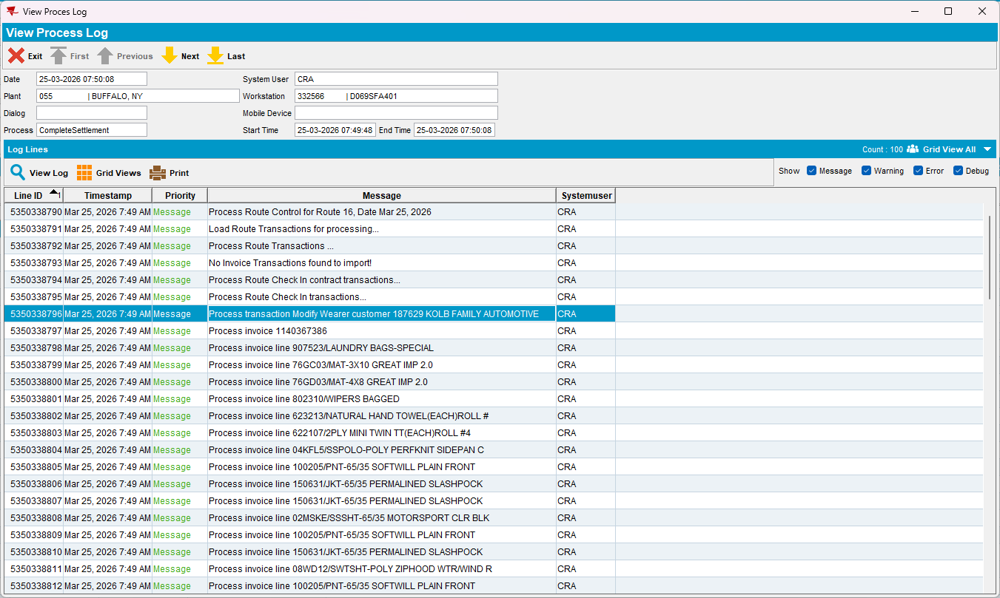 View Proces Log
View Process Log
Exit First Previous Next Last
Date 25-03-2026 07:50:08 System User CRA
Plant 055 | BUFFALO, NY Workstation 332566 | D069SFA401
Dialog Mobile Device
Process CompleteSettlement Start Time 25-03-2026 07:49:48 End Time 25-03-2026 07:50:08
Log Lines Count : 100 Grid View All
View Log Grid Views Print Show Message Warning Error Debug
Line ID 1 Timestamp Priority Message Systemuser
5350338790 Mar 25, 2026 7:49 AM Message Process Route Control for Route 16, Date Mar 25, 2026 CRA
5350338791 Mar 25, 2026 7:49 AM Message Load Route Transactions for processing... CRA
5350338792 Mar 25, 2026 7:49 AM Message Process Route Transactions ... CRA
5350338793 Mar 25, 2026 7:49 AM Message No Invoice Transactions found to import! CRA
5350338794 Mar 25, 2026 7:49 AM Message Process Route Check In contract transactions... CRA
5350338795 Mar 25, 2026 7:49 AM Message Process Route Check In transactions... CRA
5350338796 Mar 25, 2026 7:49 AM Message Process transaction Modify Wearer customer 187629 KOLB FAMILY AUTOMOTIVE CRA
5350338797 Mar 25, 2026 7:49 AM Message Process invoice 1140367386 CRA
5350338798 Mar 25, 2026 7:49 AM Message Process invoice line 907523/LAUNDRY BAGS-SPECIAL CRA
5350338799 Mar 25, 2026 7:49 AM Message Process invoice line 76GC03/MAT-3X10 GREAT IMP 2.0 CRA
5350338800 Mar 25, 2026 7:49 AM Message Process invoice line 76GD03/MAT-4X8 GREAT IMP 2.0 CRA
5350338801 Mar 25, 2026 7:49 AM Message Process invoice line 802310/WIPERS BAGGED CRA
5350338802 Mar 25, 2026 7:49 AM Message Process invoice line 623213/NATURAL HAND TOWEL(EACH)ROLL # CRA
5350338803 Mar 25, 2026 7:49 AM Message Process invoice line 622107/2PLY MINI TWIN TT(EACH)ROLL #4 CRA
5350338804 Mar 25, 2026 7:49 AM Message Process invoice line 04KFL5/SSPOLO-POLY PERFKNIT SIDEPAN C CRA
5350338805 Mar 25, 2026 7:49 AM Message Process invoice line 100205/PNT-65/35 SOFTWILL PLAIN FRONT CRA
5350338806 Mar 25, 2026 7:49 AM Message Process invoice line 150631/JKT-65/35 PERMALINED SLASHPOCK CRA
5350338807 Mar 25, 2026 7:49 AM Message Process invoice line 150631/JKT-65/35 PERMALINED SLASHPOCK CRA
5350338808 Mar 25, 2026 7:49 AM Message Process invoice line 02MSKE/SSSHT-65/35 MOTORSPORT CLR BLK CRA
5350338809 Mar 25, 2026 7:49 AM Message Process invoice line 100205/PNT-65/35 SOFTWILL PLAIN FRONT CRA
5350338810 Mar 25, 2026 7:49 AM Message Process invoice line 150631/JKT-65/35 PERMALINED SLASHPOCK CRA
5350338811 Mar 25, 2026 7:49 AM Message Process invoice line 08WD12/SWTSHT-POLY ZIPHOOD WTR/WIND R CRA
5350338812 Mar 25, 2026 7:49 AM Message Process invoice line 100205/PNT-65/35 SOFTWILL PLAIN FRONT CRA